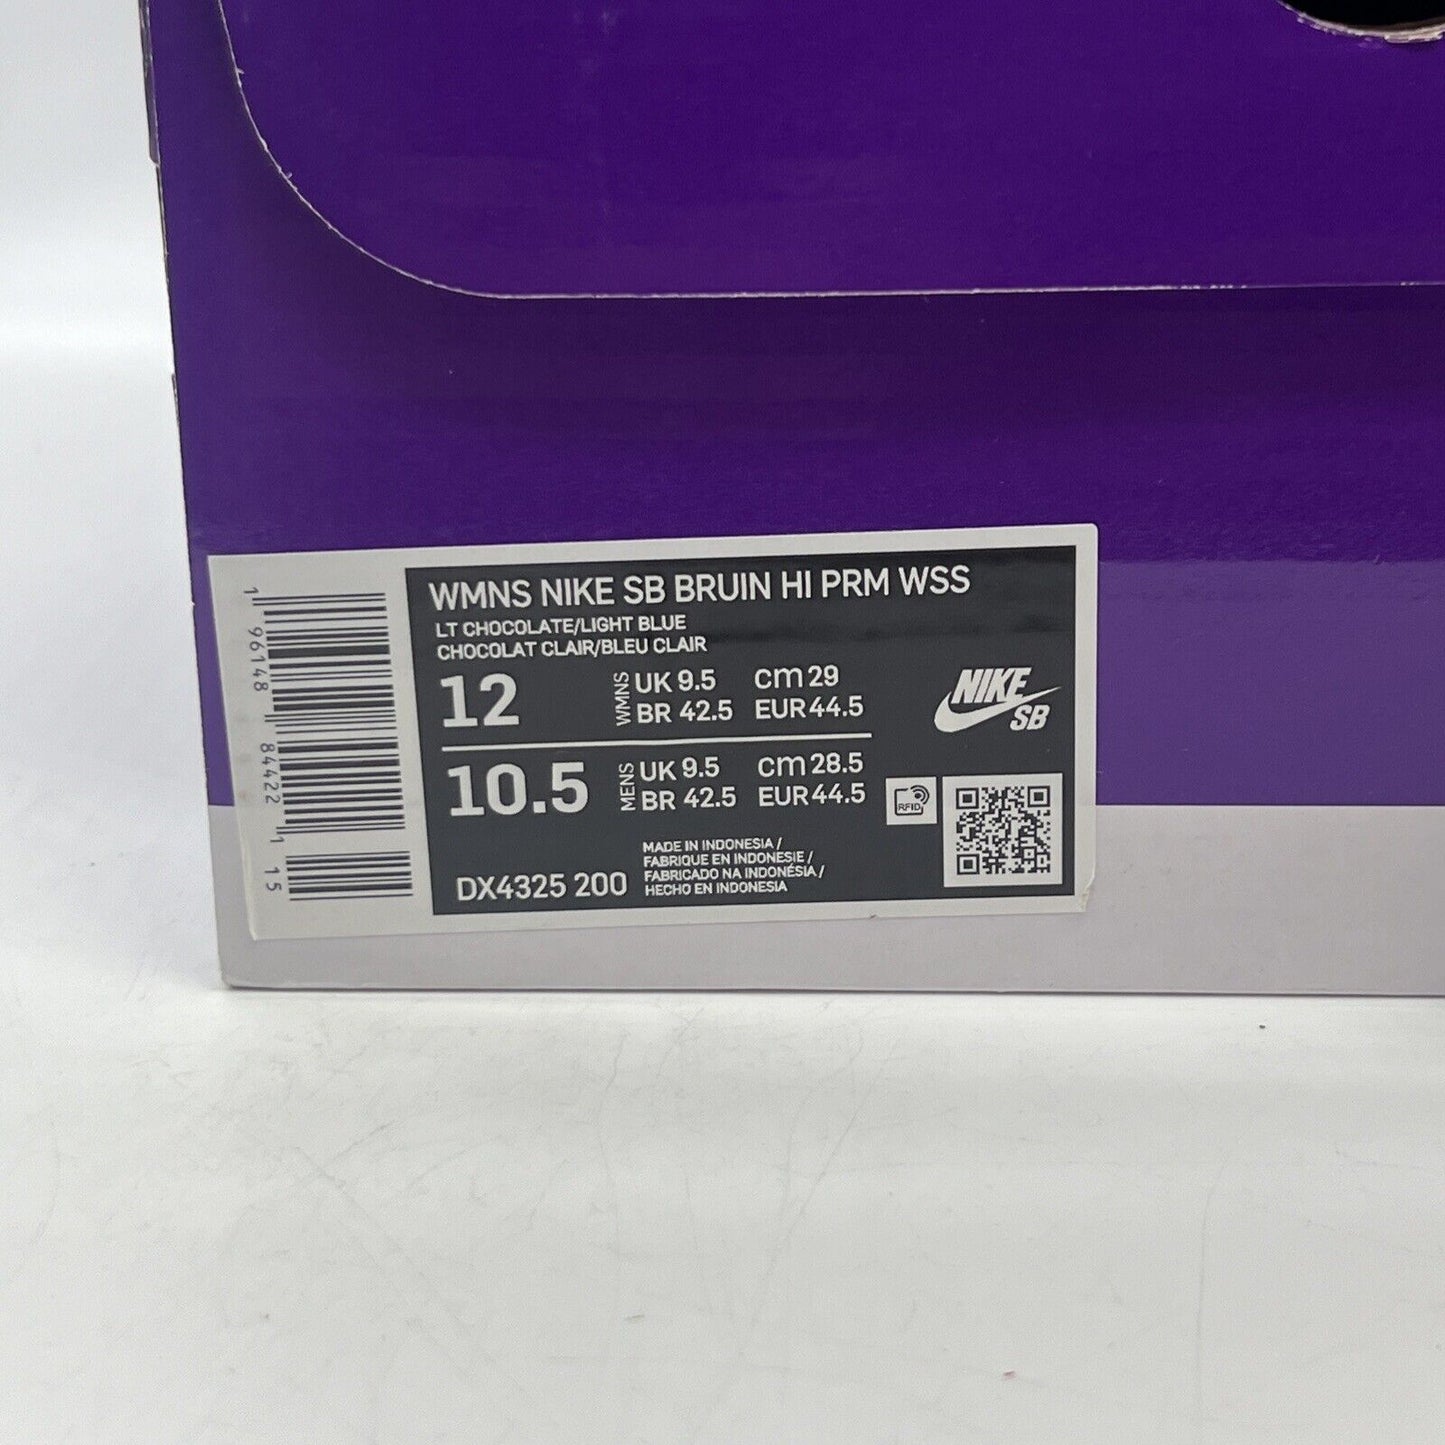 WMNS NIKE SB BRUIN HI PRM WSS
LT CHOCOLATE/LIGHT BLUE
CHOCOLAT CLAIR/BLEU CLAIR
12 WMNS UK 9.5 cm 29
BR 42.5 EUR 44.5
NIKE
SB
10.5 MENS UK 9.5 cm 28.5
BR 42.5 EUR 44.5
RFID
DX4325 200
MADE IN INDONESIA /
FABRIQUE EN INDONESIE /
FABRICADO NA INDONÉSIA /
HECHO EN INDONESIA
1 96148 84422 1 15